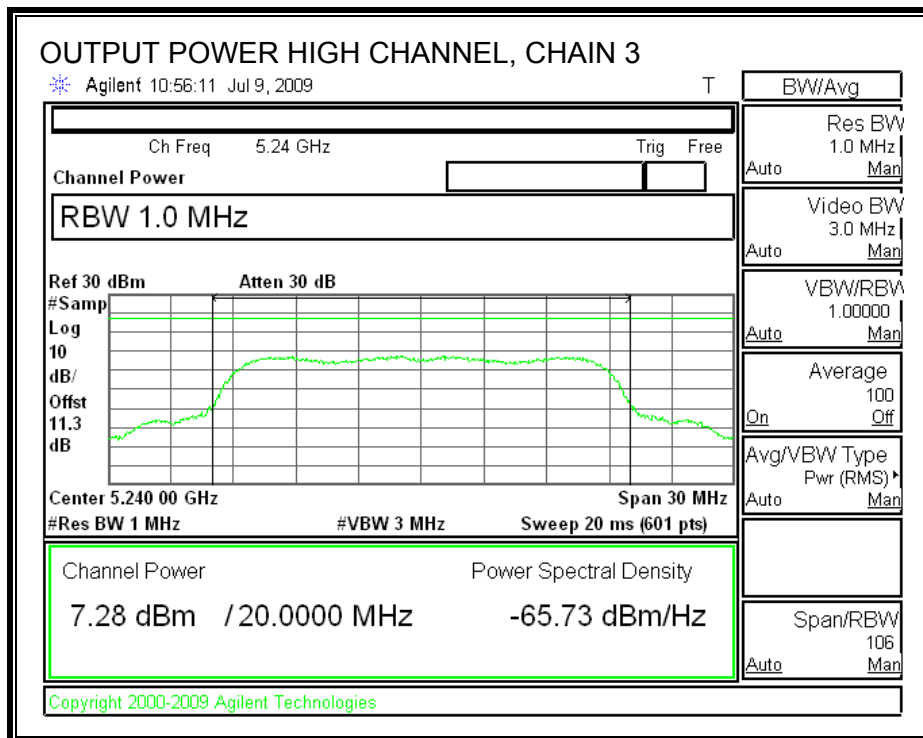 OUTPUT POWER HIGH CHANNEL, CHAIN 3
Agilent 10:56:11 Jul 9, 2009 T
Ch Freq 5.24 GHz Trig Free
Channel Power
RBW 1.0 MHz
Ref 30 dBm Atten 30 dB
#Samp
Log
10
dB/
Offst
11.3
dB
Center 5.240 00 GHz Span 30 MHz
#Res BW 1 MHz #VBW 3 MHz Sweep 20 ms (601 pts)
Channel Power Power Spectral Density
7.28 dBm /20.0000 MHz -65.73 dBm/Hz
Copyright 2000-2009 Agilent Technologies
BW/Avg
Res BW
1.0 MHz
Auto Man
Video BW
3.0 MHz
Auto Man
VBW/RBW
1.00000
Auto Man
Average
100
On Off
Avg/VBW Type
Pwr (RMS)
Auto Man
Span/RBW
106
Auto Man